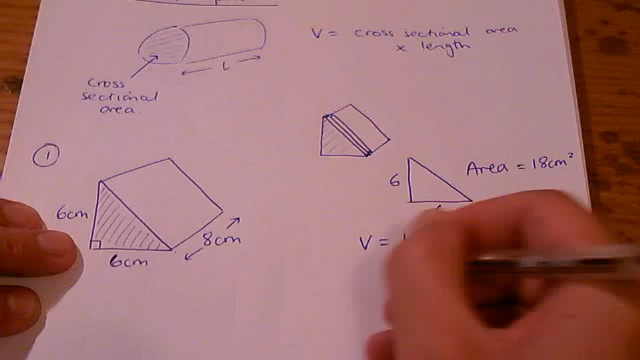 V = cross sectional area
x length
L
cross
sectional
area.
1
6cm
6cm
8cm
6
Area = 18cm²
V =